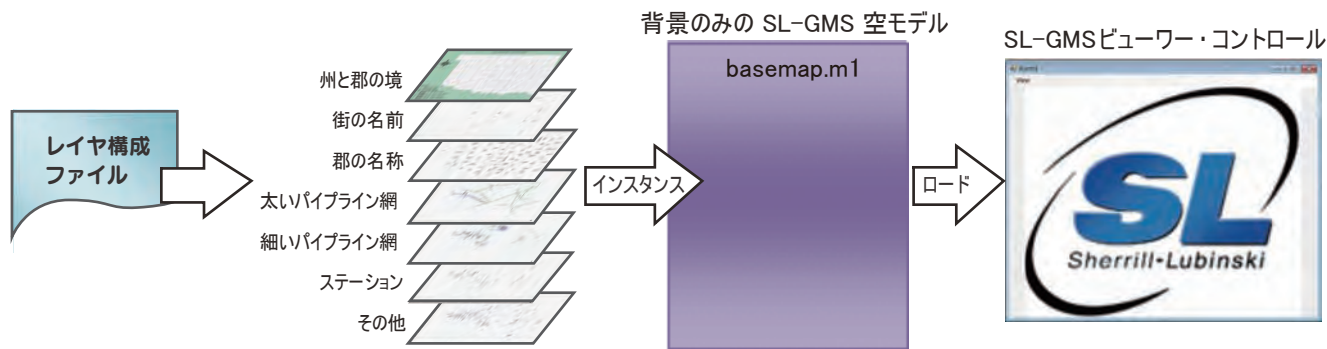 背景のみの SL-GMS 空モデル
SL-GMSビューワー・コントロール
basemap.m1
レイヤ構成
ファイル
州と郡の境
街の名前
郡の名称
太いパイプライン網
細いパイプライン網
ステーション
その他
インスタンス
ロード
View
SL
Sherrill-Lubinski